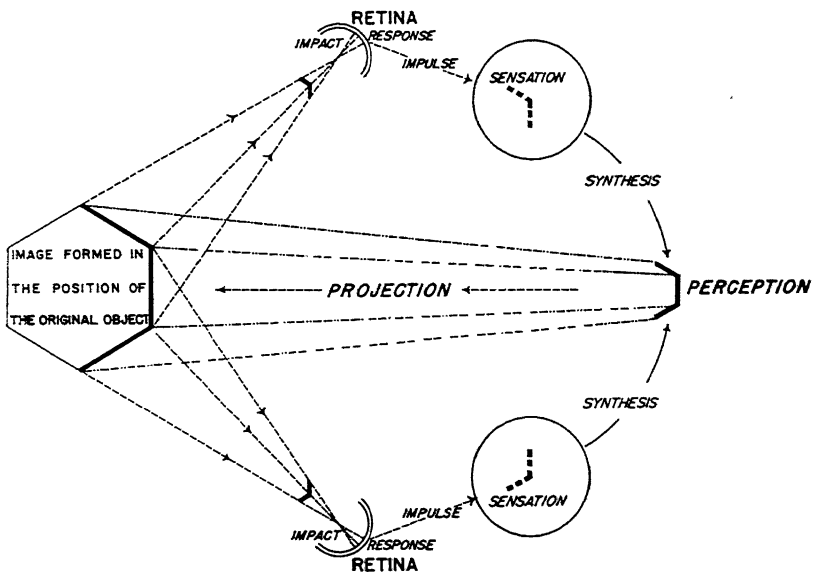 RETINA
IMPACT
RESPONSE
IMPULSE
SENSATION
SYNTHESIS
IMAGE FORMED IN
THE POSITION OF
THE ORIGINAL OBJECT
PROJECTION
PERCEPTION
SYNTHESIS
SENSATION
IMPULSE
IMPACT
RESPONSE
RETINA